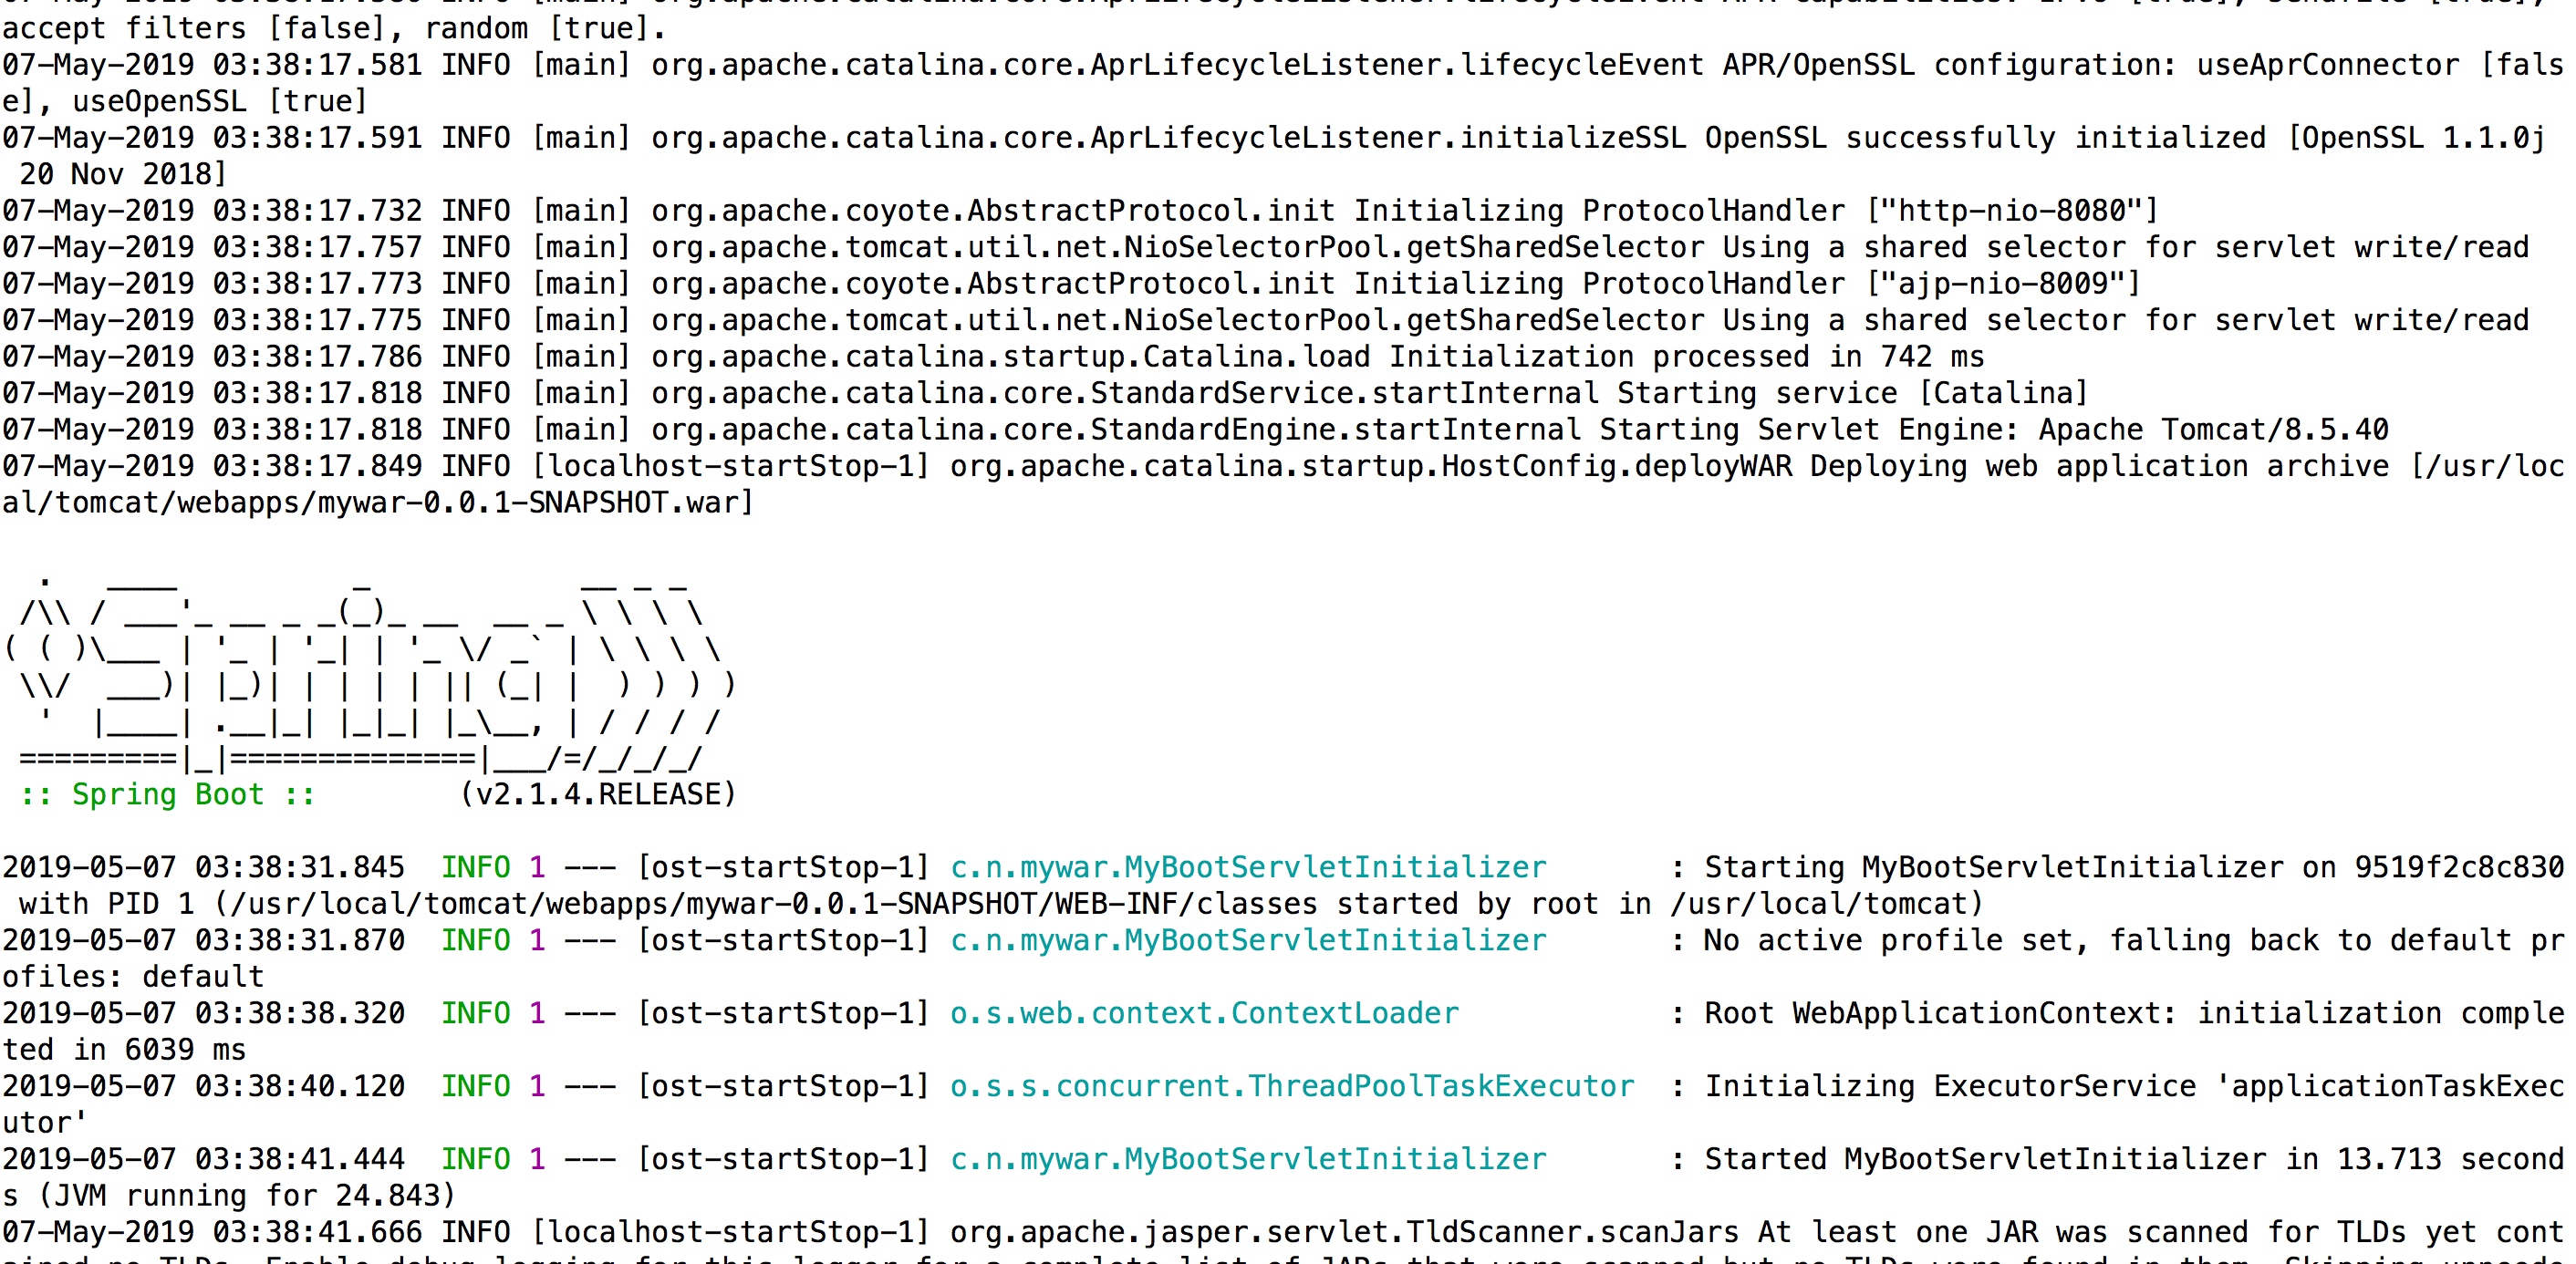 accept filters [false], random [true].
07-May-2019 03:38:17.581 INFO [main] org.apache.catalina.core.AprLifecycleListener.lifecycleEvent APR/OpenSSL configuration: useAprConnector [fals
e], useOpenSSL [true]
07-May-2019 03:38:17.591 INFO [main] org.apache.catalina.core.AprLifecycleListener.initializeSSL OpenSSL successfully initialized [OpenSSL 1.1.0j
 20 Nov 2018]
07-May-2019 03:38:17.732 INFO [main] org.apache.coyote.AbstractProtocol.init Initializing ProtocolHandler ["http-nio-8080"]
07-May-2019 03:38:17.757 INFO [main] org.apache.tomcat.util.net.NioSelectorPool.getSharedSelector Using a shared selector for servlet write/read
07-May-2019 03:38:17.773 INFO [main] org.apache.coyote.AbstractProtocol.init Initializing ProtocolHandler ["ajp-nio-8009"]
07-May-2019 03:38:17.775 INFO [main] org.apache.tomcat.util.net.NioSelectorPool.getSharedSelector Using a shared selector for servlet write/read
07-May-2019 03:38:17.786 INFO [main] org.apache.catalina.startup.Catalina.load Initialization processed in 742 ms
07-May-2019 03:38:17.818 INFO [main] org.apache.catalina.core.StandardService.startInternal Starting service [Catalina]
07-May-2019 03:38:17.818 INFO [main] org.apache.catalina.core.StandardEngine.startInternal Starting Servlet Engine: Apache Tomcat/8.5.40
07-May-2019 03:38:17.849 INFO [localhost-startStop-1] org.apache.catalina.startup.HostConfig.deployWAR Deploying web application archive [/usr/loc
al/tomcat/webapps/mywar-0.0.1-SNAPSHOT.war]

  .   ____          _            __ _ _
 /\\ / ___'_ __ _ _(_)_ __  __ _ \ \ \ \
( ( )\___ | '_ | '_| | '_ \/ _` | \ \ \ \
 \\/  ___)| |_)| | | | | || (_| |  ) ) ) )
  '  |____| .__|_| |_|_| |_\__, | / / / /
 =========|_|==============|___/=/_/_/_/
 :: Spring Boot ::        (v2.1.4.RELEASE)

2019-05-07 03:38:31.845  INFO 1 --- [ost-startStop-1] c.n.mywar.MyBootServletInitializer       : Starting MyBootServletInitializer on 9519f2c8c830
 with PID 1 (/usr/local/tomcat/webapps/mywar-0.0.1-SNAPSHOT/WEB-INF/classes started by root in /usr/local/tomcat)
2019-05-07 03:38:31.870  INFO 1 --- [ost-startStop-1] c.n.mywar.MyBootServletInitializer       : No active profile set, falling back to default pr
ofiles: default
2019-05-07 03:38:38.320  INFO 1 --- [ost-startStop-1] o.s.web.context.ContextLoader            : Root WebApplicationContext: initialization comple
ted in 6039 ms
2019-05-07 03:38:40.120  INFO 1 --- [ost-startStop-1] o.s.s.concurrent.ThreadPoolTaskExecutor  : Initializing ExecutorService 'applicationTaskExec
utor'
2019-05-07 03:38:41.444  INFO 1 --- [ost-startStop-1] c.n.mywar.MyBootServletInitializer       : Started MyBootServletInitializer in 13.713 second
s (JVM running for 24.843)
07-May-2019 03:38:41.666 INFO [localhost-startStop-1] org.apache.jasper.servlet.TldScanner.scanJars At least one JAR was scanned for TLDs yet cont